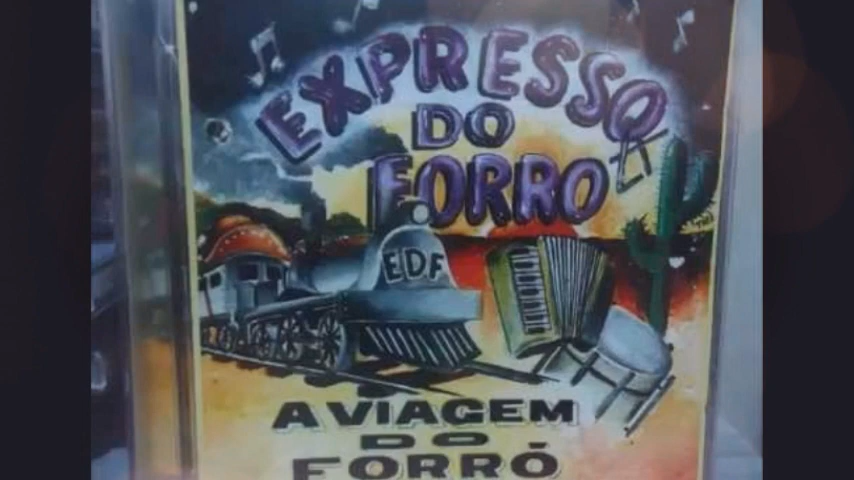 EXPRESSO
DO
FORRO
EDF
A VIAGEM
DO
FORRÓ